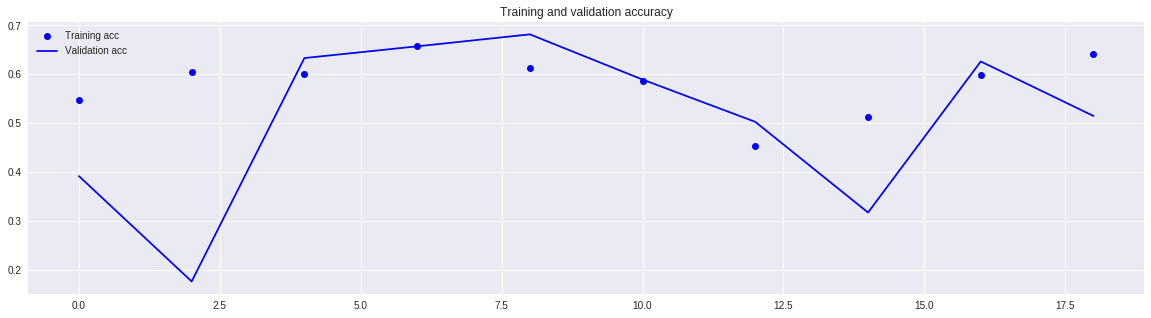 Training and validation accuracy
0.7
Training acc
Validation acc
0.6
0.5
0.4
0.3
0.2
0.0 2.5 5.0 7.5 10.0 12.5 15.0 17.5